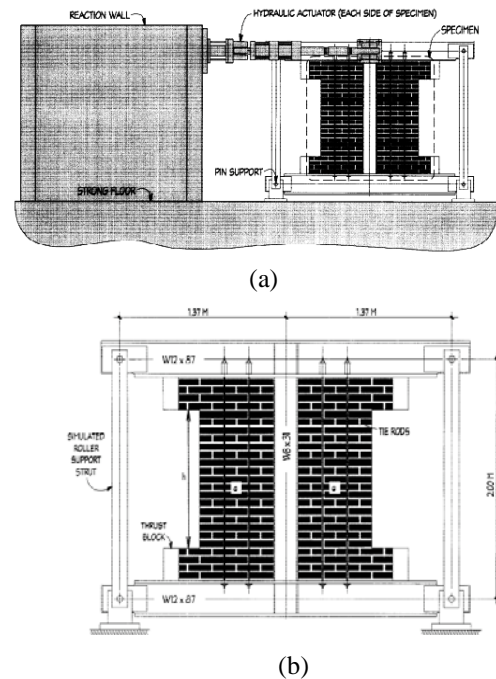 REACTION WALL
HYDRAULIC ACTUATOR (EACH SIDE OF SPECIMEN)
SPECIMEN
PIN SUPPORT
STRONG FLOOR
(a)
1.37 M
1.37 M
W12 x 87
SIMULATED
ROLLER
SUPPORT
STRUT
W8 x 31
TIE RODS
2.00 M
THRUST
BLOCK
W12 x 87
(b)